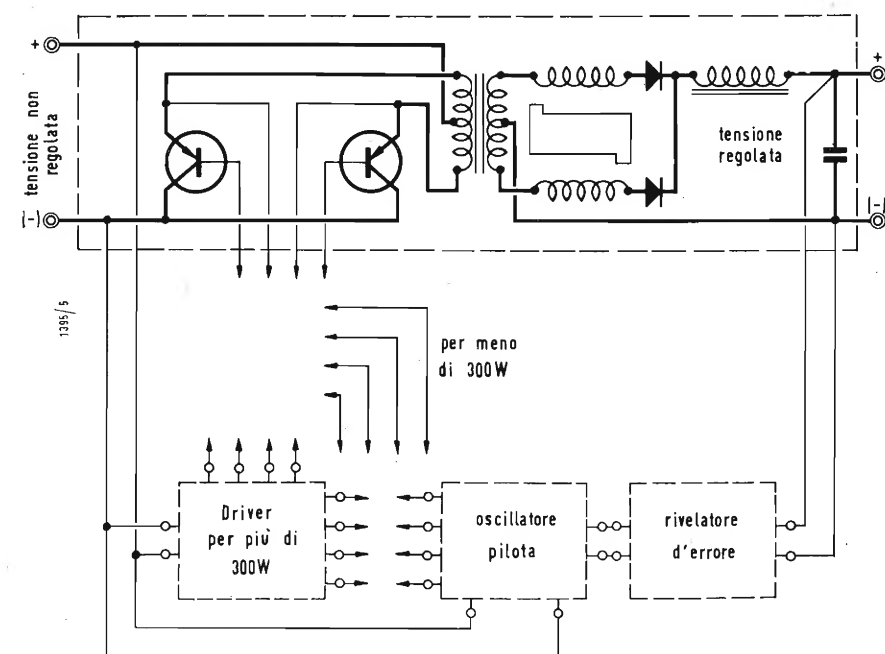 +
+
tensione non
regolata
tensione
regolata
(-)
(-)
1395/5
per meno
di 300W
Driver
per più di
300W
oscillatore
pilota
rivelatore
d'errore